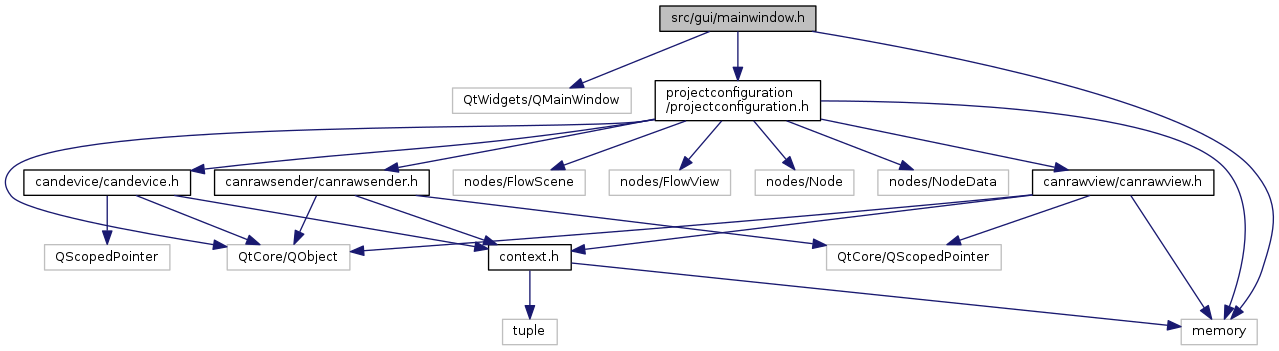 src/gui/mainwindow.h
QtWidgets/QMainWindow
projectconfiguration
/projectconfiguration.h
candevice/candevice.h
canrawsender/canrawsender.h
nodes/FlowScene
nodes/FlowView
nodes/Node
nodes/NodeData
canrawview/canrawview.h
QScopedPointer
QtCore/QObject
context.h
QtCore/QScopedPointer
tuple
memory